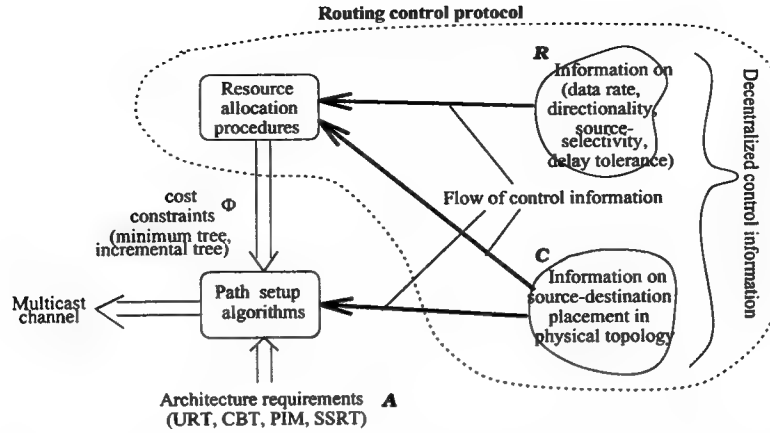 Routing control protocol
R
Information on
(data rate,
directionality,
source-
selectivity,
delay tolerance)
Resource
allocation
procedures
Decentralized control information
cost
constraints Φ
(minimum tree,
incremental tree)
Flow of control information
C
Information on
source-destination
placement in
physical topology
Path setup
algorithms
Multicast
channel
Architecture requirements A
(URT, CBT, PIM, SSRT)